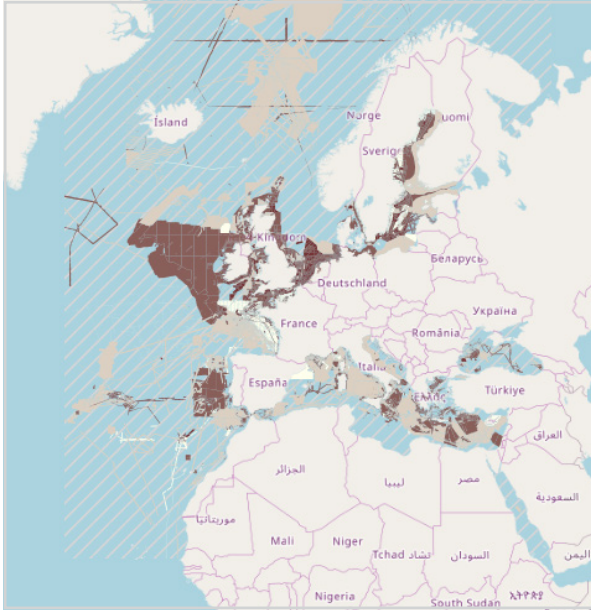 Norge
Suomi
Ísland
Sverige
Kingdom
Беларусь
Deutschland
Україна
France
România
Italia
España
Ελλάς
Türkiye
العراق
الجزائر
ليبيا
مصر
السعودية
موريتانيا
Mali
Niger
Tchad تشاد
السودان
اليمن
Nigeria
South Sudan
ኢትዮጵያ